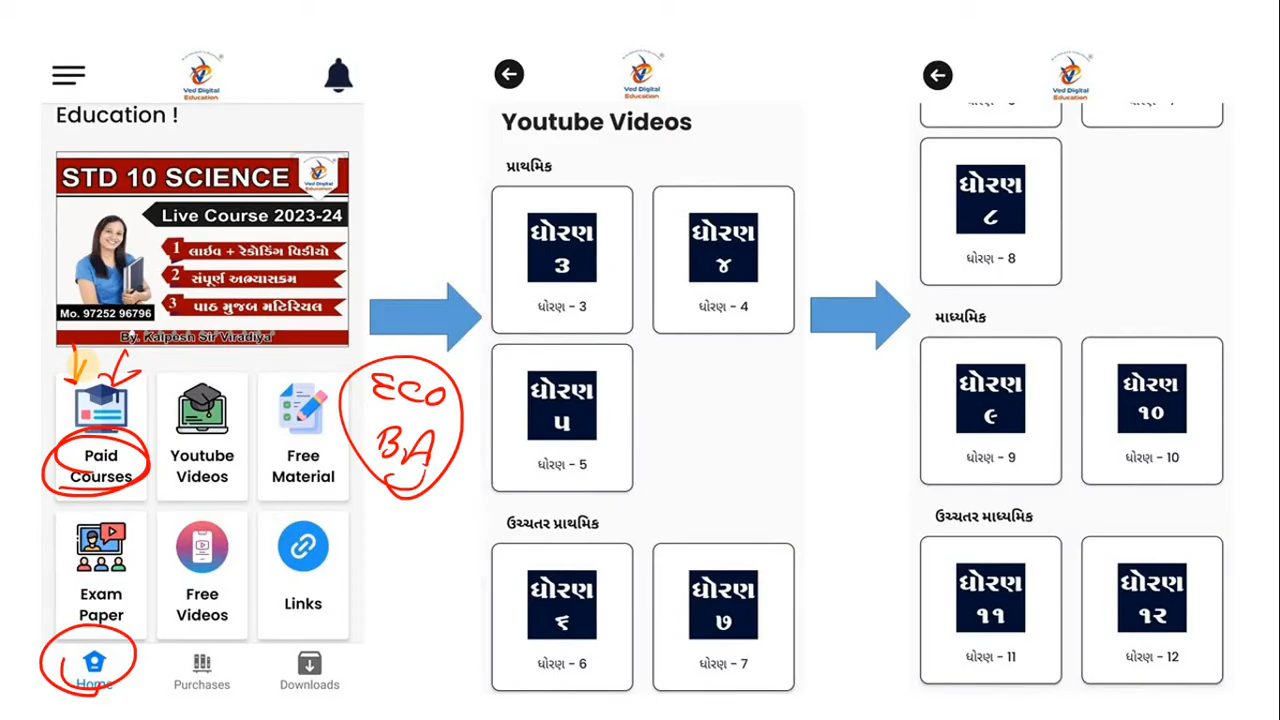 Ved Digital
Education
Education !
STD 10 SCIENCE
Ved Digital
Education
Live Course 2023-24
1 લાઈવ + રેકોર્ડિંગ વિડીયો
2 સંપૂર્ણ અભ્યાસક્રમ
3 પાઠ મુજબ મટિરિયલ
Mo. 97252 96796
By. Kalpesh Sir Viradiya
Paid
Courses
Youtube
Videos
Free
Material
Exam
Paper
Free
Videos
Links
Home
Purchases
Downloads
ECO
BA
Ved Digital
Education
Youtube Videos
પ્રાથમિક
ધોરણ
3
ધોરણ - 3
ધોરણ
૪
ધોરણ - 4
ધોરણ
૫
ધોરણ - 5
ઉચ્ચતર પ્રાથમિક
ધોરણ
૬
ધોરણ - 6
ધોરણ
૭
ધોરણ - 7
Ved Digital
Education
ધોરણ
૮
ધોરણ - 8
માધ્યમિક
ધોરણ
૯
ધોરણ - 9
ધોરણ
૧૦
ધોરણ - 10
ઉચ્ચતર માધ્યમિક
ધોરણ
૧૧
ધોરણ - 11
ધોરણ
૧૨
ધોરણ - 12